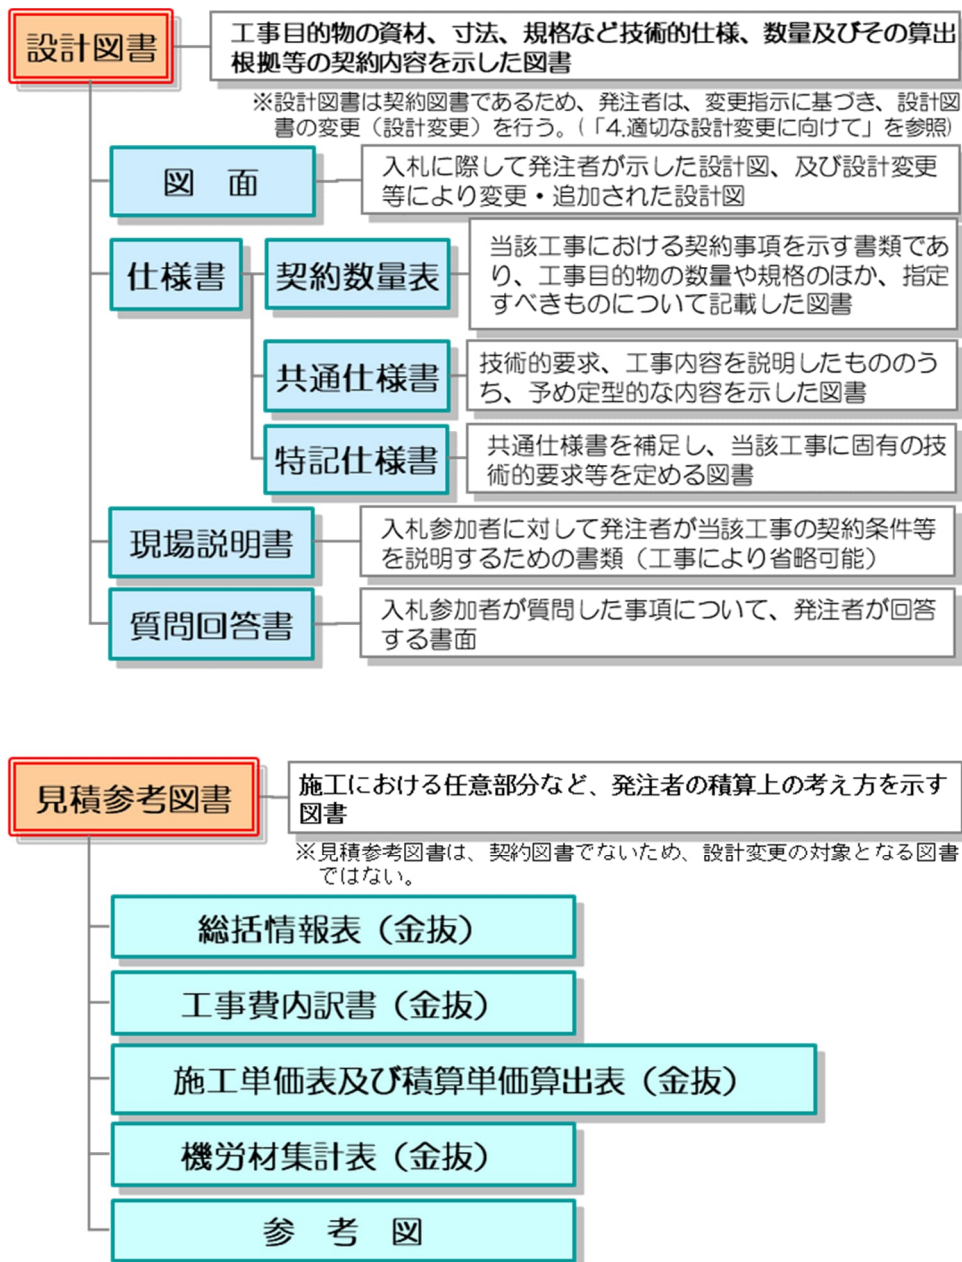 設計図書
工事目的物の資材、寸法、規格など技術的仕様、数量及びその算出
根拠等の契約内容を示した図書
※設計図書は契約図書であるため、発注者は、変更指示に基づき、設計図
書の変更（設計変更）を行う。(「4.適切な設計変更に向けて」を参照)
図　面
入札に際して発注者が示した設計図、及び設計変更
等により変更・追加された設計図
仕様書
契約数量表
当該工事における契約事項を示す書類であ
り、工事目的物の数量や規格のほか、指定
すべきものについて記載した図書
共通仕様書
技術的要求、工事内容を説明したもののう
ち、予め定型的な内容を示した図書
特記仕様書
共通仕様書を補足し、当該工事に固有の技
術的要求等を定める図書
現場説明書
入札参加者に対して発注者が当該工事の契約条件等
を説明するための書類（工事により省略可能）
質問回答書
入札参加者が質問した事項について、発注者が回答
する書面
見積参考図書
施工における任意部分など、発注者の積算上の考え方を示す
図書
※見積参考図書は、契約図書でないため、設計変更の対象となる図書
ではない。
総括情報表（金抜）
工事費内訳書（金抜）
施工単価表及び積算単価算出表（金抜）
機労材集計表（金抜）
参　考　図